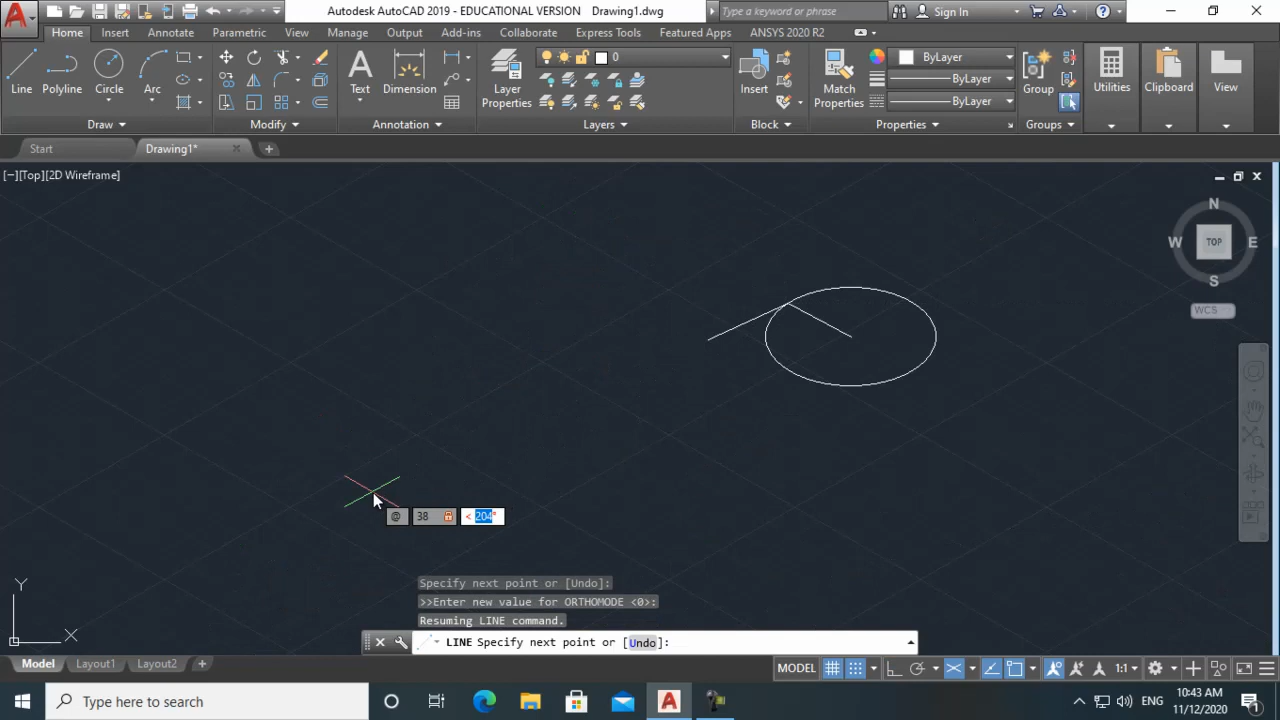 Autodesk AutoCAD 2019 - EDUCATIONAL VERSION Drawing1.dwg
Type a keyword or phrase
Sign In
Home Insert Annotate Parametric View Manage Output Add-ins Collaborate Express Tools Featured Apps ANSYS 2020 R2
Line Polyline Circle Arc
Text Dimension
Layer Properties
0
Insert
Match Properties
ByLayer
ByLayer
ByLayer
Group
Utilities
Clipboard
View
Draw Modify Annotation Layers Block Properties Groups
Start Drawing1*
[−][Top][2D Wireframe]
N
W TOP E
S
WCS
@ 38 < 204°
Y
X
Specify next point or [Undo]:
>>Enter new value for ORTHOMODE <0>:
Resuming LINE command.
LINE Specify next point or [Undo]:
Model Layout1 Layout2 +
MODEL 1:1
Type here to search
ENG
10:43 AM
11/12/2020
1